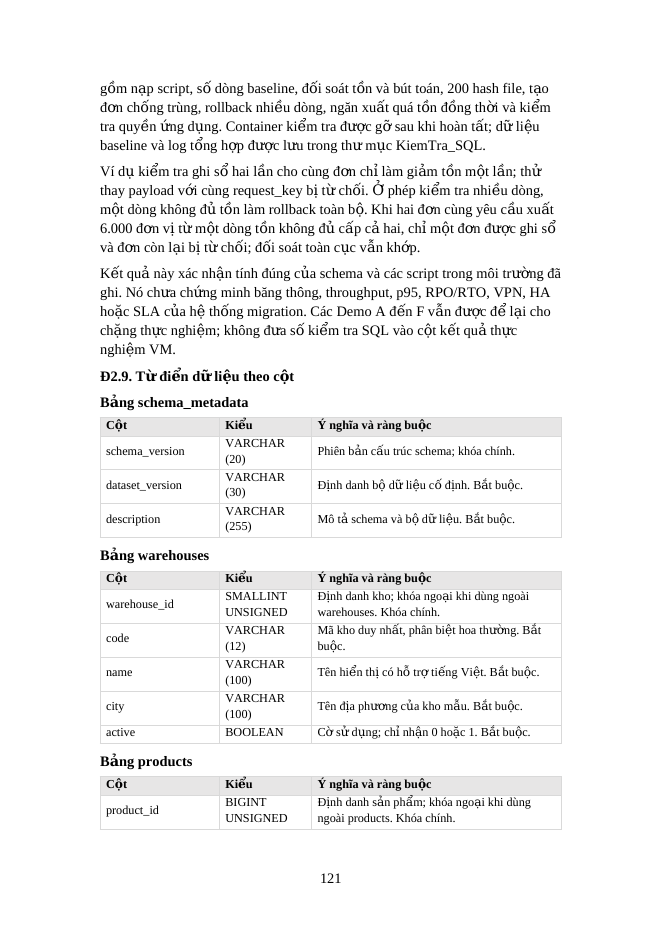 gồm nạp script, số dòng baseline, đối soát tồn và bút toán, 200 hash file, tạo
đơn chống trùng, rollback nhiều dòng, ngăn xuất quá tồn đồng thời và kiểm
tra quyền ứng dụng. Container kiểm tra được gỡ sau khi hoàn tất; dữ liệu
baseline và log tổng hợp được lưu trong thư mục KiemTra_SQL.
Ví dụ kiểm tra ghi sổ hai lần cho cùng đơn chỉ làm giảm tồn một lần; thử
thay payload với cùng request_key bị từ chối. Ở phép kiểm tra nhiều dòng,
một dòng không đủ tồn làm rollback toàn bộ. Khi hai đơn cùng yêu cầu xuất
6.000 đơn vị từ một dòng tồn không đủ cấp cả hai, chỉ một đơn được ghi sổ
và đơn còn lại bị từ chối; đối soát toàn cục vẫn khớp.
Kết quả này xác nhận tính đúng của schema và các script trong môi trường đã
ghi. Nó chưa chứng minh băng thông, throughput, p95, RPO/RTO, VPN, HA
hoặc SLA của hệ thống migration. Các Demo A đến F vẫn được để lại cho
chặng thực nghiệm; không đưa số kiểm tra SQL vào cột kết quả thực
nghiệm VM.
Đ2.9. Từ điển dữ liệu theo cột
Bảng schema_metadata
Cột Kiểu Ý nghĩa và ràng buộc
schema_version VARCHAR (20) Phiên bản cấu trúc schema; khóa chính.
dataset_version VARCHAR (30) Định danh bộ dữ liệu cố định. Bắt buộc.
description VARCHAR (255) Mô tả schema và bộ dữ liệu. Bắt buộc.
Bảng warehouses
Cột Kiểu Ý nghĩa và ràng buộc
warehouse_id SMALLINT Định danh kho; khóa ngoại khi dùng ngoài
UNSIGNED warehouses. Khóa chính.
code VARCHAR Mã kho duy nhất, phân biệt hoa thường. Bắt
(12) buộc.
name VARCHAR (100) Tên hiển thị có hỗ trợ tiếng Việt. Bắt buộc.
city VARCHAR (100) Tên địa phương của kho mẫu. Bắt buộc.
active BOOLEAN Cờ sử dụng; chỉ nhận 0 hoặc 1. Bắt buộc.
Bảng products
Cột Kiểu Ý nghĩa và ràng buộc
product_id BIGINT Định danh sản phẩm; khóa ngoại khi dùng
UNSIGNED ngoài products. Khóa chính.
121